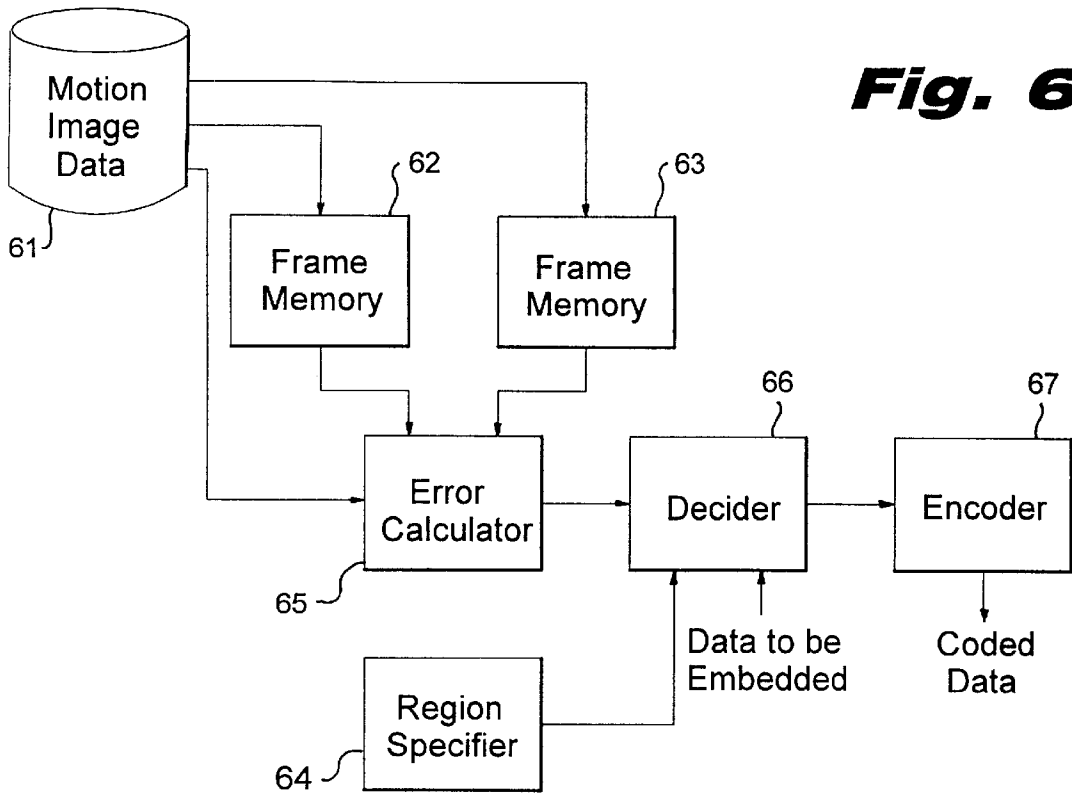 Fig. 6
Motion
Image
Data
61
62
Frame
Memory
63
Frame
Memory
65
Error
Calculator
66
Decider
67
Encoder
Data to be
Embedded
Coded
Data
64
Region
Specifier